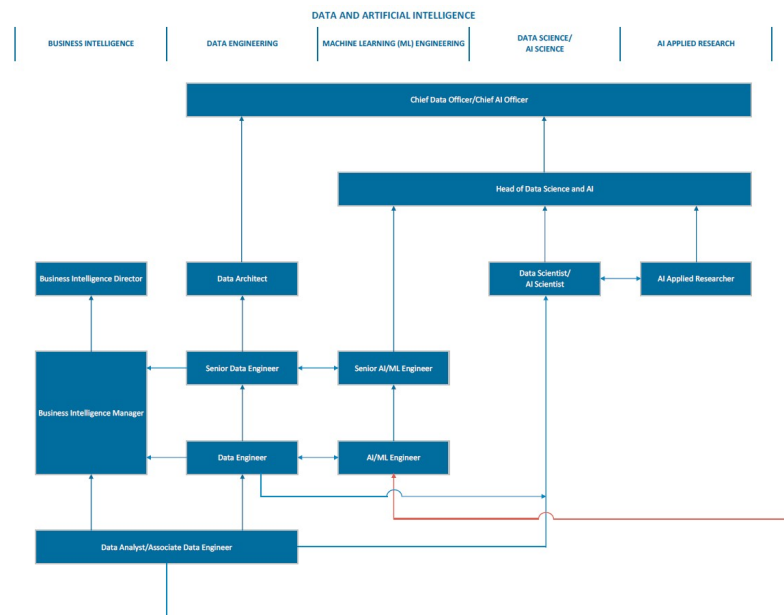 DATA AND ARTIFICIAL INTELLIGENCE
BUSINESS INTELLIGENCE
DATA ENGINEERING
MACHINE LEARNING (ML) ENGINEERING
DATA SCIENCE/
AI SCIENCE
AI APPLIED RESEARCH
Chief Data Officer/Chief AI Officer
Head of Data Science and AI
Business Intelligence Director
Data Architect
Data Scientist/
AI Scientist
AI Applied Researcher
Senior Data Engineer
Senior AI/ML Engineer
Business Intelligence Manager
Data Engineer
AI/ML Engineer
Data Analyst/Associate Data Engineer